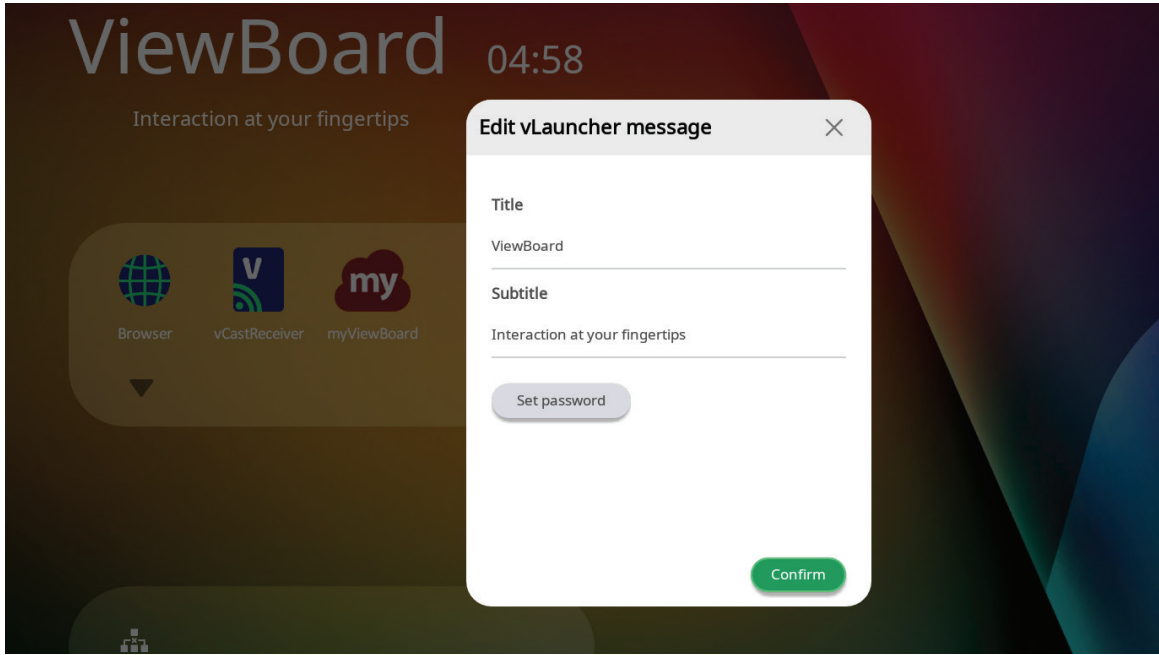 ViewBoard 04:58
Interaction at your fingertips
V
my
Browser vCastReceiver myViewBoard
Edit vLauncher message
Title
ViewBoard
Subtitle
Interaction at your fingertips
Set password
Confirm